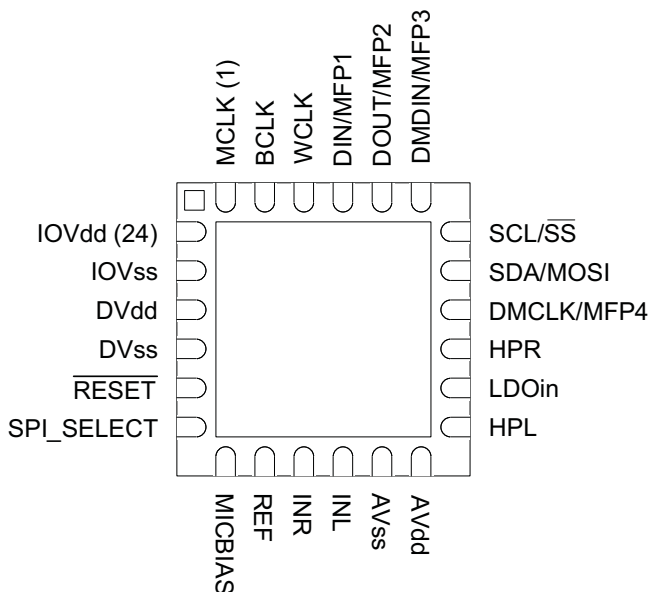 MCLK (1)
BCLK
WCLK
DIN/MFP1
DOUT/MFP2
DMDIN/MFP3
IOVdd (24)
IOVss
DVdd
DVss
RESET
SPI_SELECT
SCL/SS
SDA/MOSI
DMCLK/MFP4
HPR
LDOin
HPL
MICBIAS
REF
INR
INL
AVss
AVdd